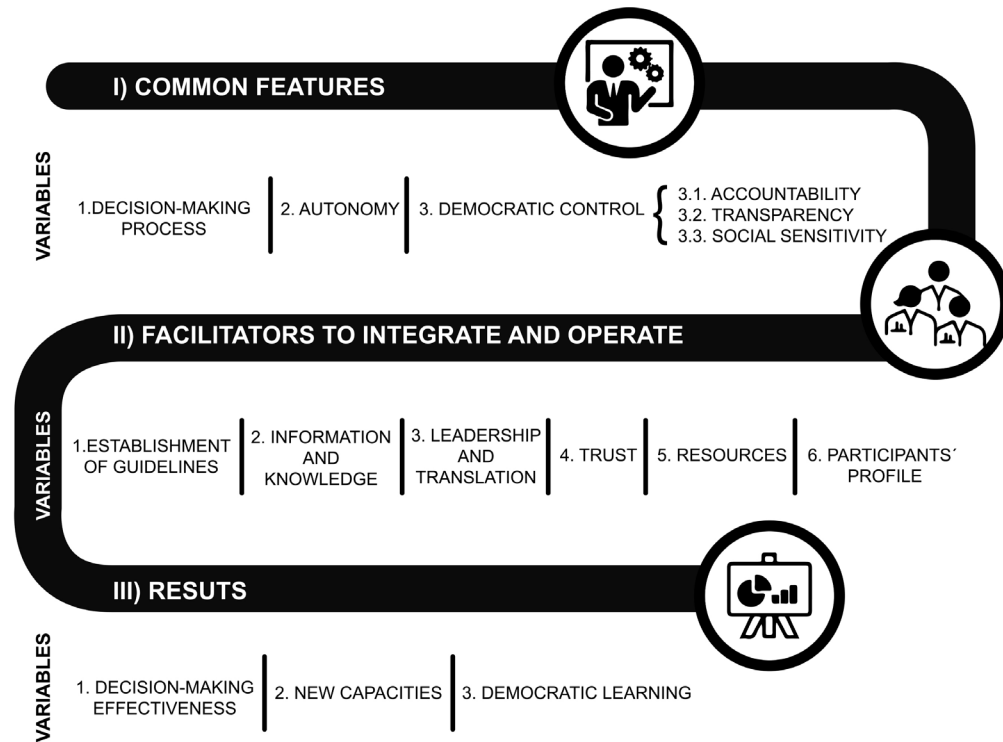 I) COMMON FEATURES
VARIABLES
1.DECISION-MAKING
PROCESS
2. AUTONOMY
3. DEMOCRATIC CONTROL {
3.1. ACCOUNTABILITY
3.2. TRANSPARENCY
3.3. SOCIAL SENSITIVITY
II) FACILITATORS TO INTEGRATE AND OPERATE
VARIABLES
1.ESTABLISHMENT
OF GUIDELINES
2. INFORMATION
AND
KNOWLEDGE
3. LEADERSHIP
AND
TRANSLATION
4. TRUST
5. RESOURCES
6. PARTICIPANTS´
PROFILE
III) RESUTS
VARIABLES
1. DECISION-MAKING
EFFECTIVENESS
2. NEW CAPACITIES
3. DEMOCRATIC LEARNING